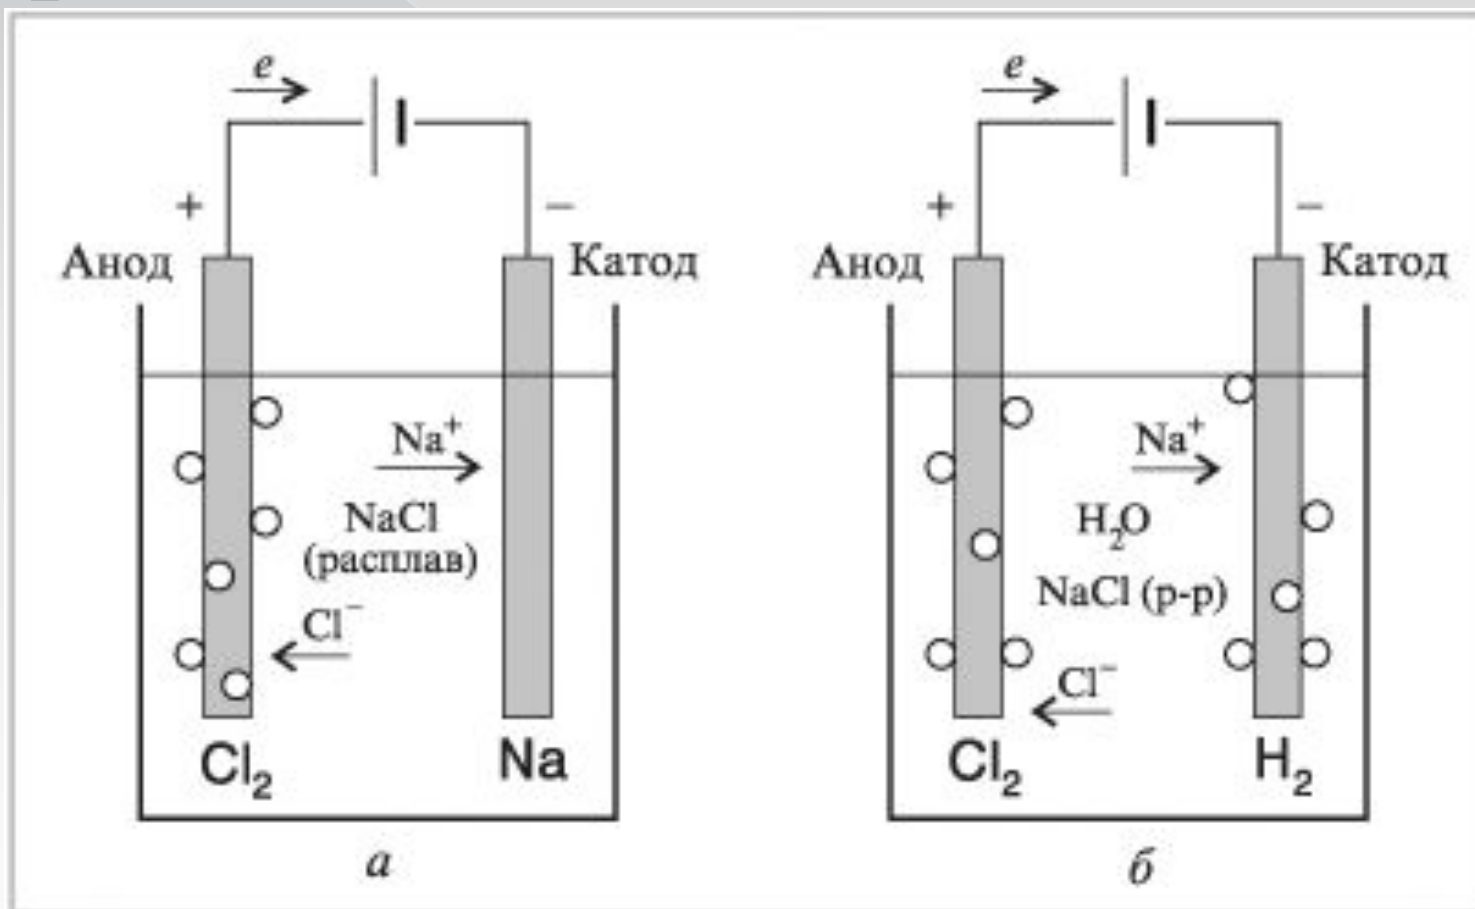 e
+
−
Анод
Катод
Na⁺
NaCl
(расплав)
Cl⁻
Cl₂
Na
а
e
+
−
Анод
Катод
Na⁺
H₂O
NaCl (р-р)
Cl⁻
Cl₂
H₂
б